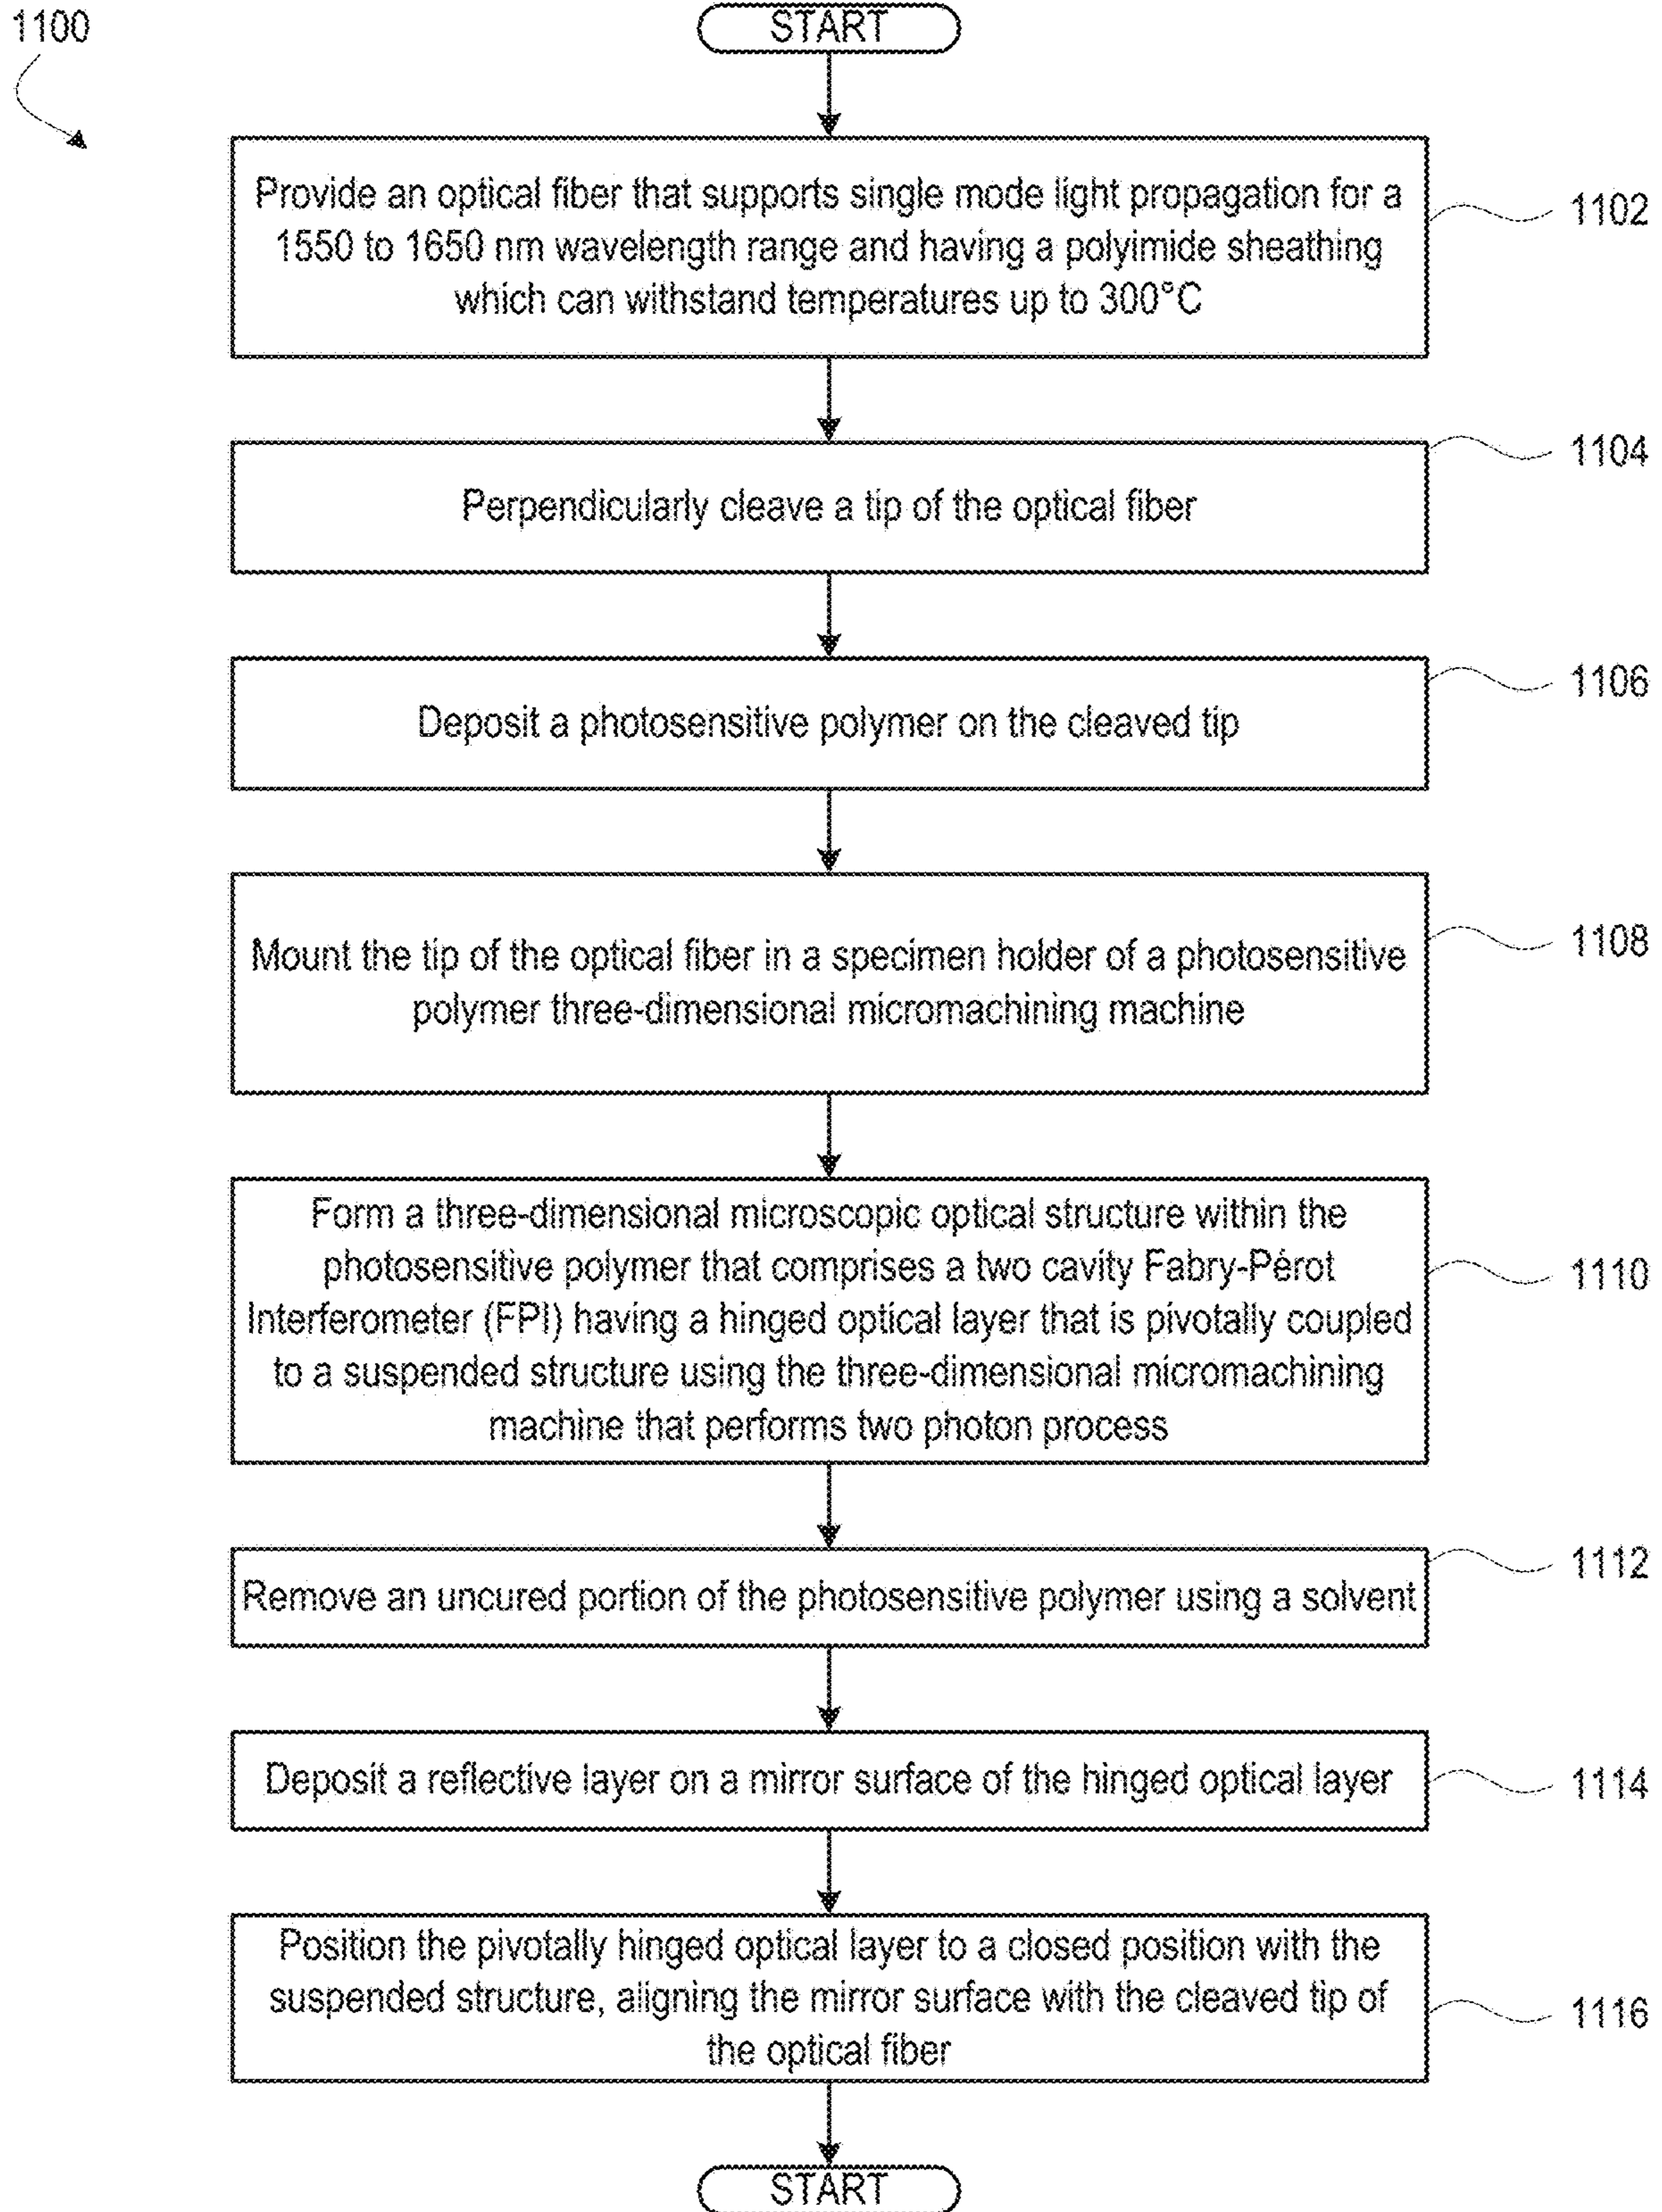 1100
START
Provide an optical fiber that supports single mode light propagation for a
1550 to 1650 nm wavelength range and having a polyimide sheathing
which can withstand temperatures up to 300°C
1102
1104
Perpendicularly cleave a tip of the optical fiber
1106
Deposit a photosensitive polymer on the cleaved tip
1108
Mount the tip of the optical fiber in a specimen holder of a photosensitive
polymer three-dimensional micromachining machine
Form a three-dimensional microscopic optical structure within the
photosensitive polymer that comprises a two cavity Fabry-Pérot
Interferometer (FPI) having a hinged optical layer that is pivotally coupled
to a suspended structure using the three-dimensional micromachining
machine that performs two photon process
1110
1112
Remove an uncured portion of the photosensitive polymer using a solvent
Deposit a reflective layer on a mirror surface of the hinged optical layer
1114
Position the pivotally hinged optical layer to a closed position with the
suspended structure, aligning the mirror surface with the cleaved tip of
the optical fiber
1116
START